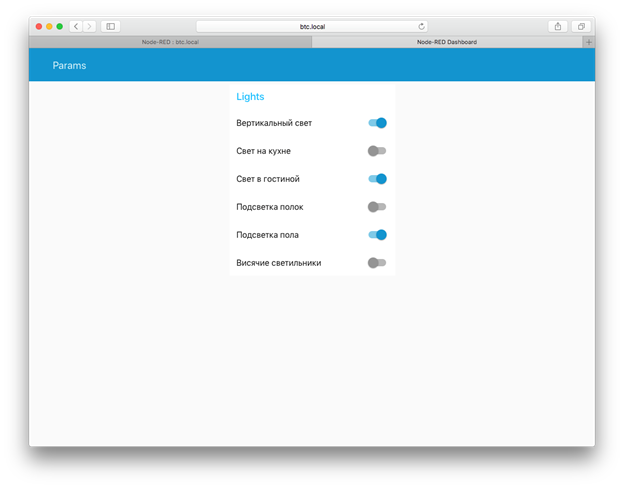 btc.local
Node-RED : btc.local
Node-RED Dashboard
Params
Lights
Вертикальный свет
Свет на кухне
Свет в гостиной
Подсветка полок
Подсветка пола
Висячие светильники